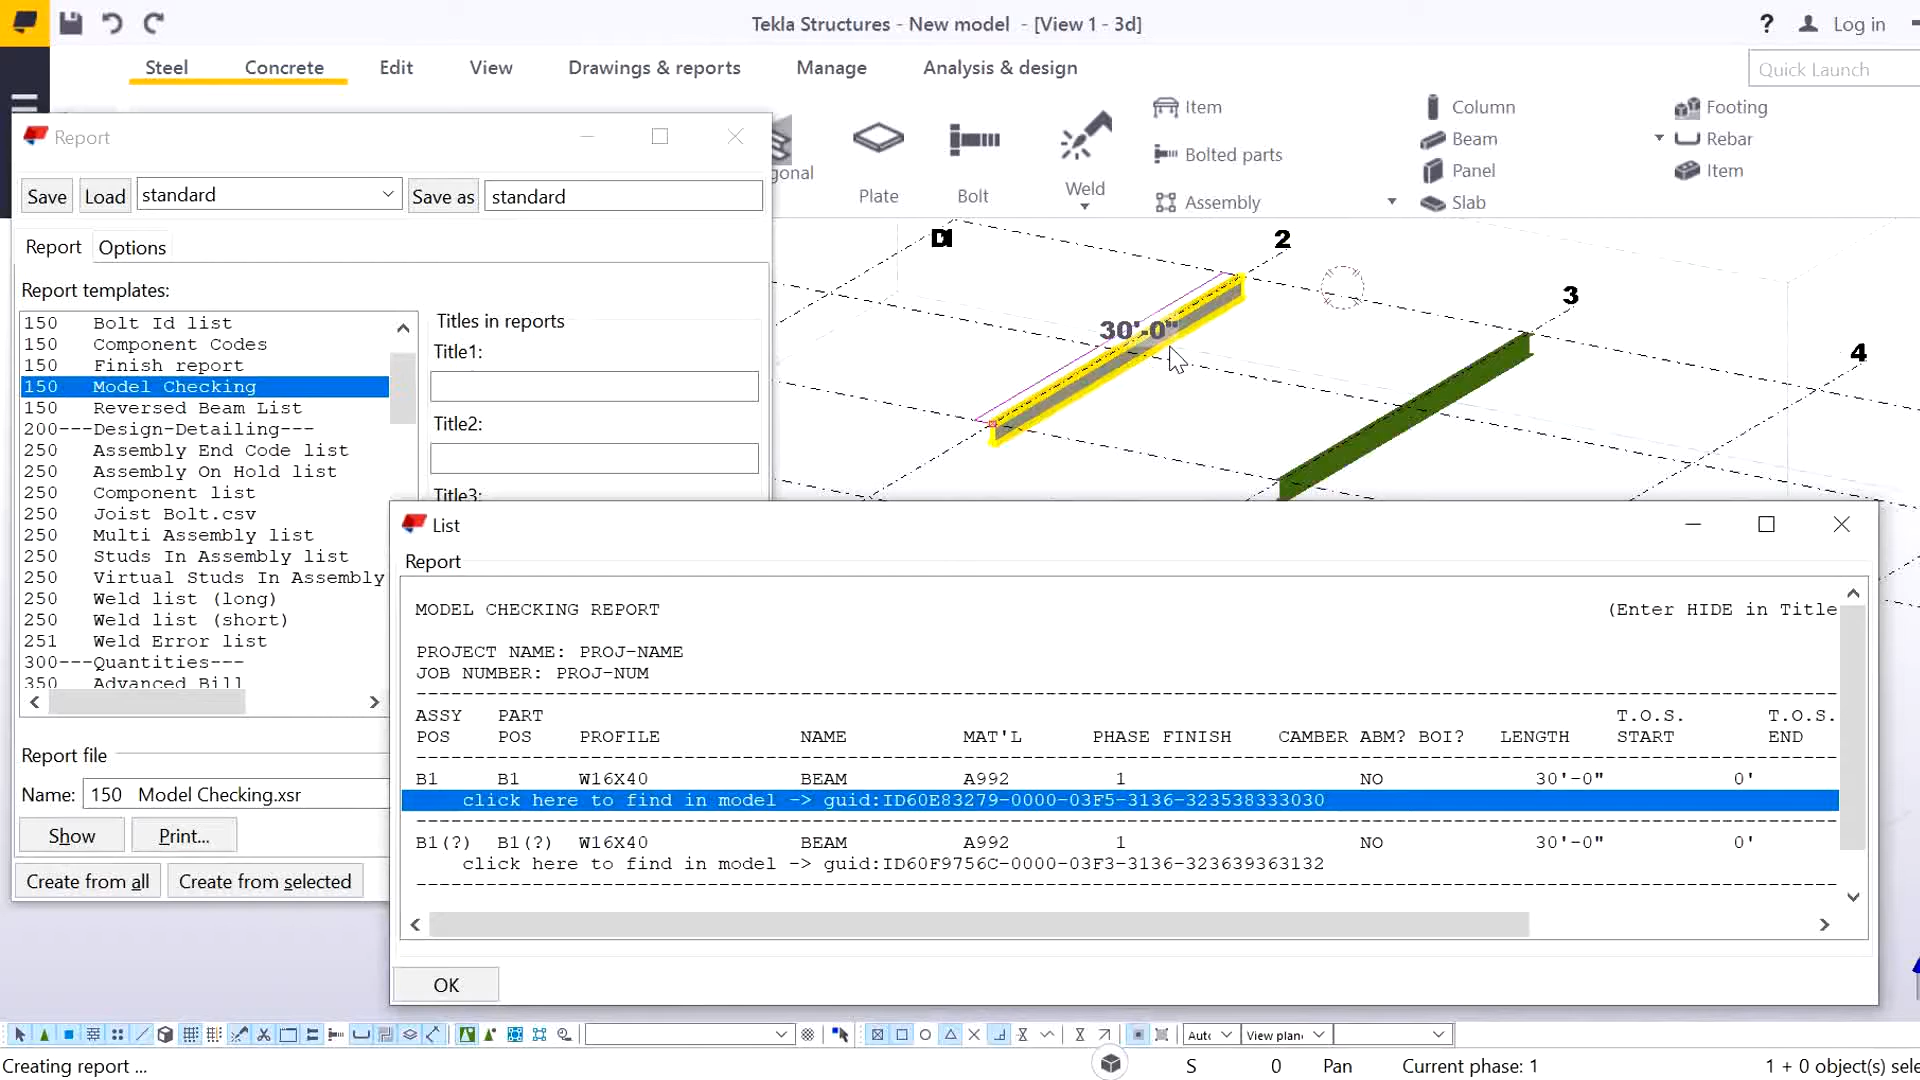 Tekla Structures - New model - [View 1 - 3d]
? Log in
Steel Concrete Edit View Drawings & reports Manage Analysis & design
Quick Launch
Report
Save Load standard Save as standard
Report Options
Report templates:
150 Bolt Id list
150 Component Codes
150 Finish report
150 Model Checking
150 Reversed Beam List
200---Design-Detailing---
250 Assembly End Code list
250 Assembly On Hold list
250 Component list
250 Joist Bolt.csv
250 Multi Assembly list
250 Studs In Assembly list
250 Virtual Studs In Assembly
250 Weld list (long)
250 Weld list (short)
251 Weld Error list
300---Quantities---
350 Advanced Bill
Titles in reports
Title1:
Title2:
Title3:
Report file
Name: 150 Model Checking.xsr
Show Print...
Create from all Create from selected
gonal
Plate
Bolt
Weld
Item
Bolted parts
Assembly
Column
Beam
Panel
Slab
Footing
Rebar
Item
2
3
4
30'-0"
List
Report
MODEL CHECKING REPORT (Enter HIDE in Title
PROJECT NAME: PROJ-NAME
JOB NUMBER: PROJ-NUM
ASSY PART T.O.S. T.O.S.
POS POS PROFILE NAME MAT'L PHASE FINISH CAMBER ABM? BOI? LENGTH START END
B1 B1 W16X40 BEAM A992 1 NO 30'-0" 0'
click here to find in model -> guid:ID60E83279-0000-03F5-3136-323538333030
B1(?) B1(?) W16X40 BEAM A992 1 NO 30'-0" 0'
click here to find in model -> guid:ID60F9756C-0000-03F3-3136-323639363132
OK
Auto View plan
Creating report ...
S 0 Pan Current phase: 1 1 + 0 object(s) sele